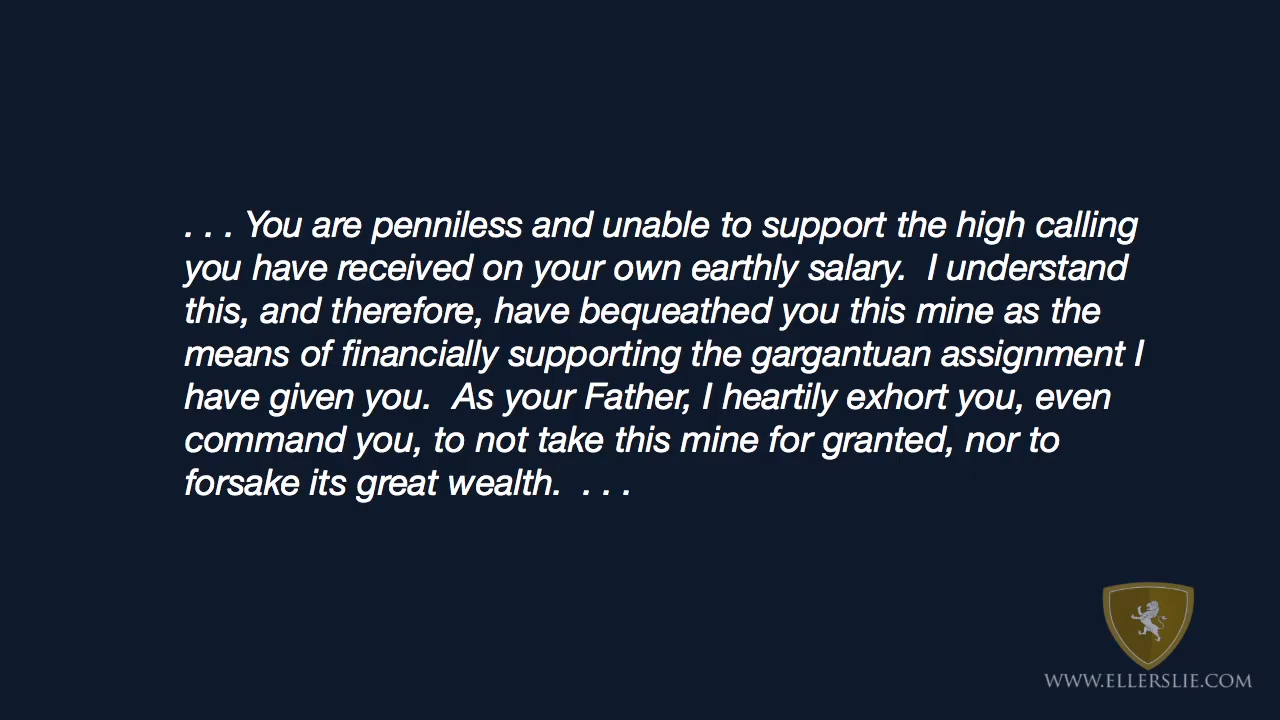 . . . You are penniless and unable to support the high calling
you have received on your own earthly salary.  I understand
this, and therefore, have bequeathed you this mine as the
means of financially supporting the gargantuan assignment I
have given you.  As your Father, I heartily exhort you, even
command you, to not take this mine for granted, nor to
forsake its great wealth.  . . .
WWW.ELLERSLIE.COM